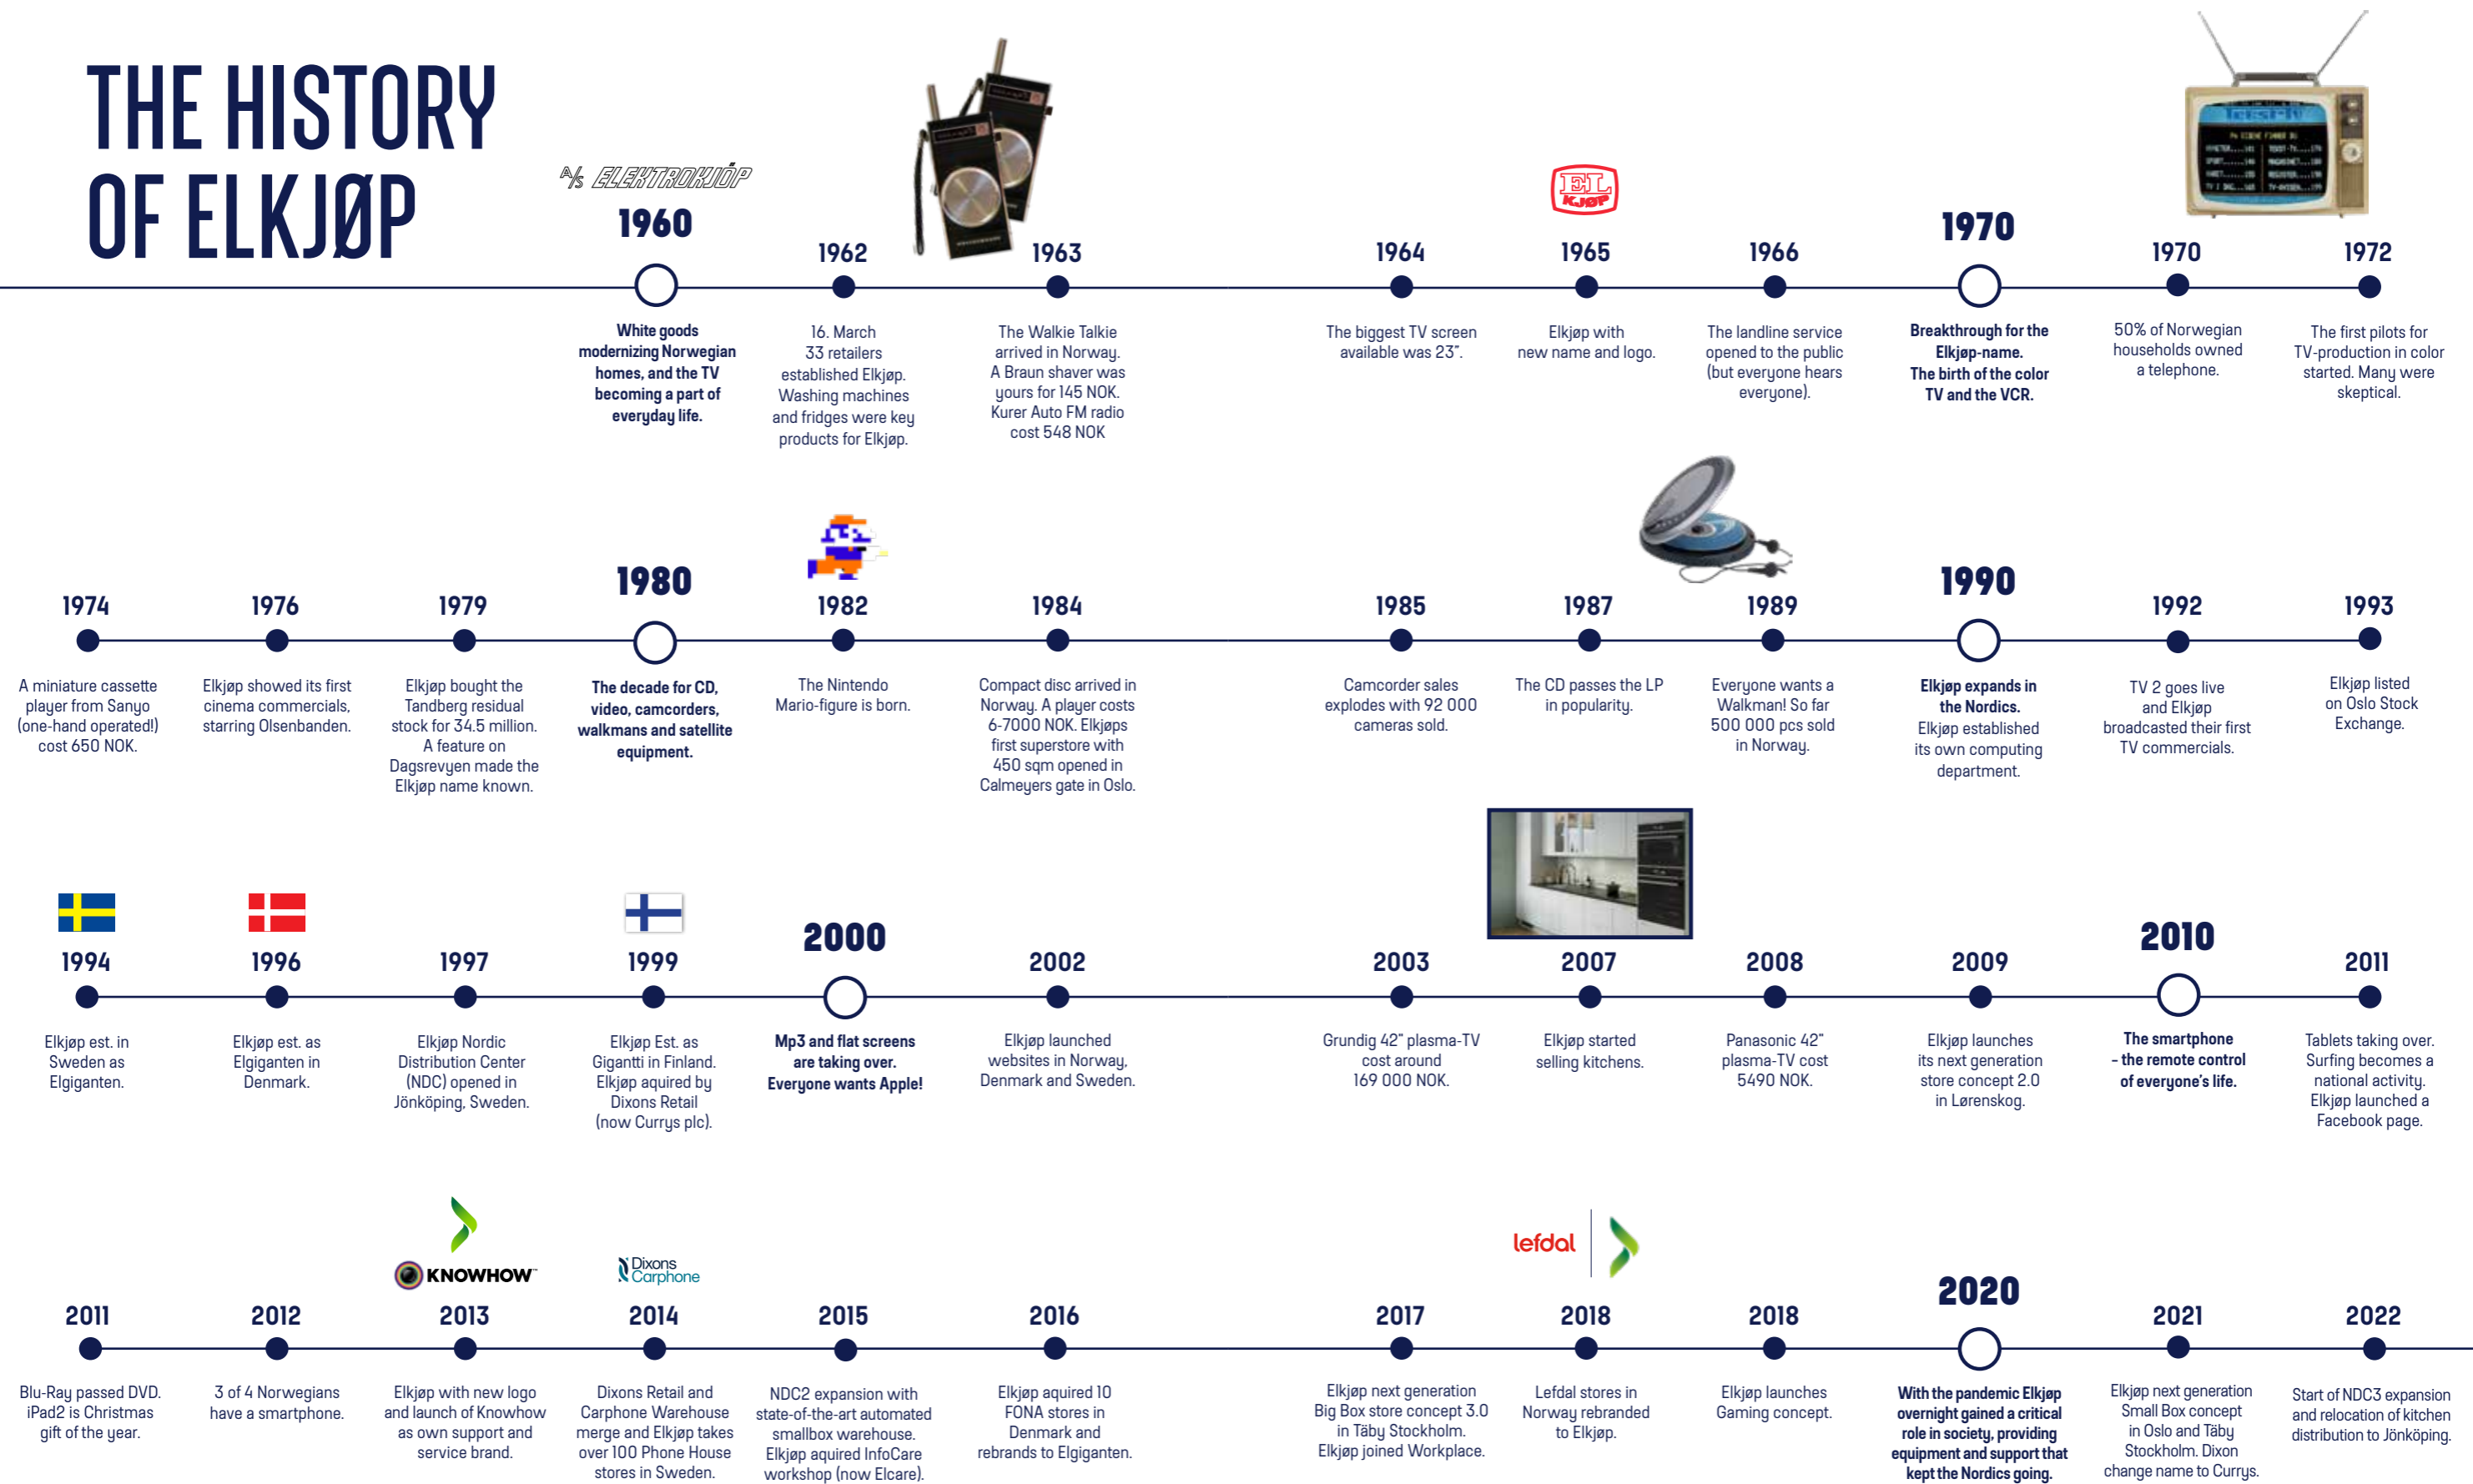 THE HISTORY
OF ELKJØP
A/S ELEKTROKJÖP
1960
White goods
modernizing Norwegian
homes, and the TV
becoming a part of
everyday life.
1962
16. March
33 retailers
established Elkjøp.
Washing machines
and fridges were key
products for Elkjøp.
1963
The Walkie Talkie
arrived in Norway.
A Braun shaver was
yours for 145 NOK.
Kurer Auto FM radio
cost 548 NOK
1964
The biggest TV screen
available was 23”.
EL
KJØP
1965
Elkjøp with
new name and logo.
1966
The landline service
opened to the public
(but everyone hears
everyone).
1970
Breakthrough for the
Elkjøp-name.
The birth of the color
TV and the VCR.
1970
50% of Norwegian
households owned
a telephone.
1972
The first pilots for
TV-production in color
started. Many were
skeptical.
1974
A miniature cassette
player from Sanyo
(one-hand operated!)
cost 650 NOK.
1976
Elkjøp showed its first
cinema commercials,
starring Olsenbanden.
1979
Elkjøp bought the
Tandberg residual
stock for 34.5 million.
A feature on
Dagsrevyen made the
Elkjøp name known.
1980
The decade for CD,
video, camcorders,
walkmans and satellite
equipment.
1982
The Nintendo
Mario-figure is born.
1984
Compact disc arrived in
Norway. A player costs
6-7000 NOK. Elkjøps
first superstore with
450 sqm opened in
Calmeyers gate in Oslo.
1985
Camcorder sales
explodes with 92 000
cameras sold.
1987
The CD passes the LP
in popularity.
1989
Everyone wants a
Walkman! So far
500 000 pcs sold
in Norway.
1990
Elkjøp expands in
the Nordics.
Elkjøp established
its own computing
department.
1992
TV 2 goes live
and Elkjøp
broadcasted their first
TV commercials.
1993
Elkjøp listed
on Oslo Stock
Exchange.
1994
Elkjøp est. in
Sweden as
Elgiganten.
1996
Elkjøp est. as
Elgiganten in
Denmark.
1997
Elkjøp Nordic
Distribution Center
(NDC) opened in
Jönköping, Sweden.
1999
Elkjøp Est. as
Gigantti in Finland.
Elkjøp aquired by
Dixons Retail
(now Currys plc).
2000
Mp3 and flat screens
are taking over.
Everyone wants Apple!
2002
Elkjøp launched
websites in Norway,
Denmark and Sweden.
2003
Grundig 42” plasma-TV
cost around
169 000 NOK.
2007
Elkjøp started
selling kitchens.
2008
Panasonic 42”
plasma-TV cost
5490 NOK.
2009
Elkjøp launches
its next generation
store concept 2.0
in Lørenskog.
2010
The smartphone
– the remote control
of everyone’s life.
2011
Tablets taking over.
Surfing becomes a
national activity.
Elkjøp launched a
Facebook page.
2011
Blu-Ray passed DVD.
iPad2 is Christmas
gift of the year.
2012
3 of 4 Norwegians
have a smartphone.
KNOWHOW™
2013
Elkjøp with new logo
and launch of Knowhow
as own support and
service brand.
Dixons
Carphone
2014
Dixons Retail and
Carphone Warehouse
merge and Elkjøp takes
over 100 Phone House
stores in Sweden.
2015
NDC2 expansion with
state-of-the-art automated
smallbox warehouse.
Elkjøp aquired InfoCare
workshop (now Elcare).
2016
Elkjøp aquired 10
FONA stores in
Denmark and
rebrands to Elgiganten.
2017
Elkjøp next generation
Big Box store concept 3.0
in Täby Stockholm.
Elkjøp joined Workplace.
lefdal
2018
Lefdal stores in
Norway rebranded
to Elkjøp.
2018
Elkjøp launches
Gaming concept.
2020
With the pandemic Elkjøp
overnight gained a critical
role in society, providing
equipment and support that
kept the Nordics going.
2021
Elkjøp next generation
Small Box concept
in Oslo and Täby
Stockholm. Dixon
change name to Currys.
2022
Start of NDC3 expansion
and relocation of kitchen
distribution to Jönköping.